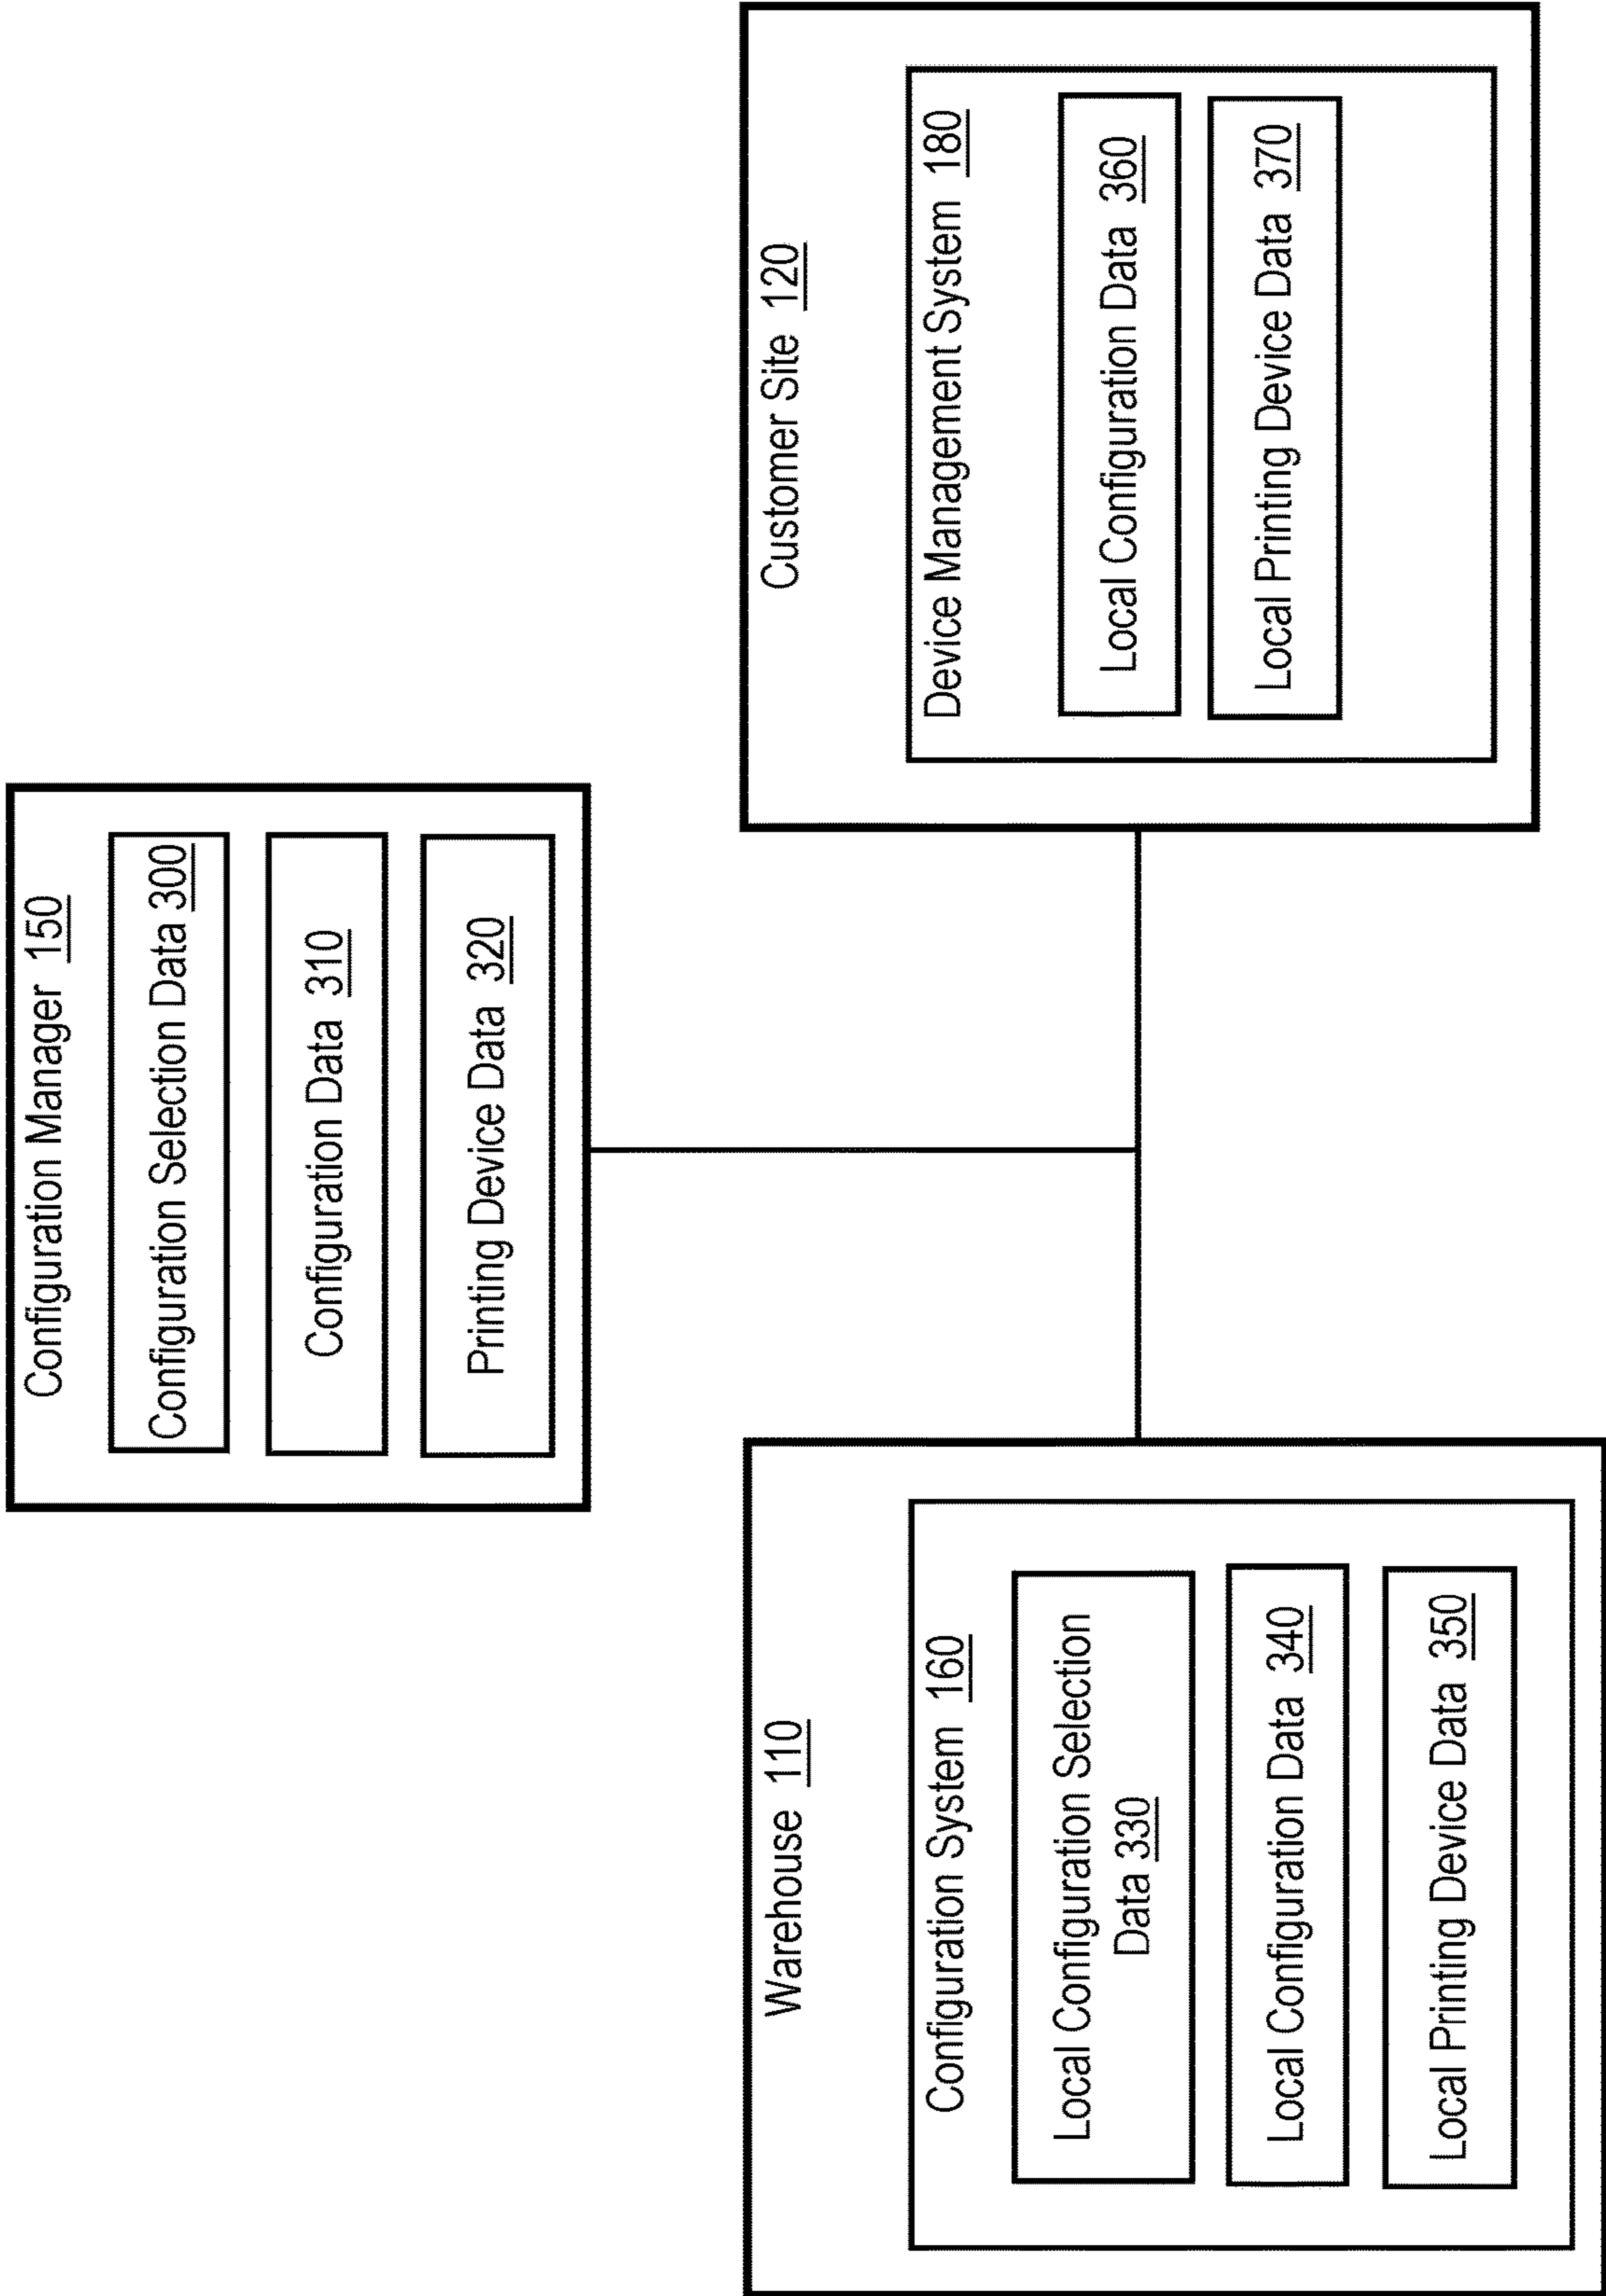 Configuration Manager 150
Configuration Selection Data 300
Configuration Data 310
Printing Device Data 320
Warehouse 110
Configuration System 160
Local Configuration Selection
Data 330
Local Configuration Data 340
Local Printing Device Data 350
Customer Site 120
Device Management System 180
Local Configuration Data 360
Local Printing Device Data 370